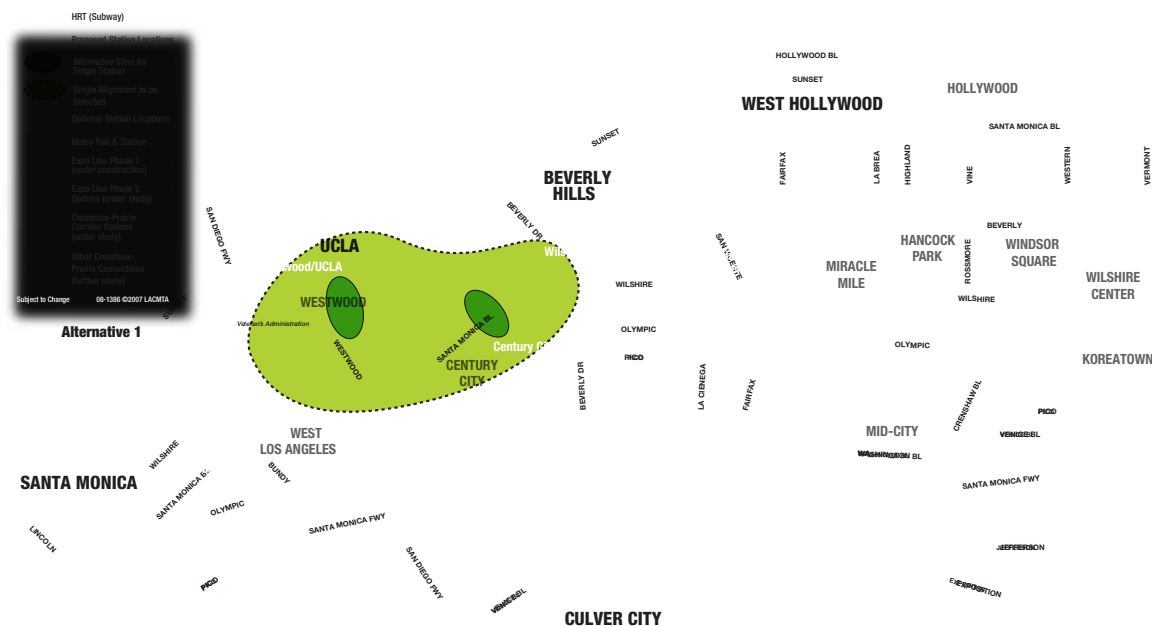 HRT (Subway)
Proposed Station Locations
Alternative Sites for
Single Station
Single Alignment to be
Selected
Optional Station Locations
Metro Rail & Station
Expo Line Phase 1
(under construction)
Expo Line Phase 2
Options (under study)
Crenshaw-Prairie
Corridor Options
(under study)
Other Crenshaw-
Prairie Connections
(further study)
Subject to Change 08-1386 ©2007 LACMTA
Alternative 1
HOLLYWOOD BL
SUNSET
WEST HOLLYWOOD
HOLLYWOOD
SANTA MONICA BL
SUNSET
FAIRFAX
LA BREA
HIGHLAND
VINE
WESTERN
VERMONT
BEVERLY
HILLS
BEVERLY DR
SAN DIEGO FWY
UCLA
wood/UCLA
WESTWOOD
Veteran's Administration
WESTWOOD
SANTA MONICA BL
CENTURY
CITY
SAN VICENTE
BEVERLY
HANCOCK
PARK
WINDSOR
SQUARE
ROSSMORE
MIRACLE
MILE
WILSHIRE
CENTER
WILSHIRE
WILSHIRE
OLYMPIC
PICO
OLYMPIC
KOREATOWN
BEVERLY DR
LA CIENEGA
FAIRFAX
CRENSHAW BL
PICO
VENICE BL
MID-CITY
WASHINGTON BL
WEST
LOS ANGELES
WILSHIRE
BUNDY
SANTA MONICA
SANTA MONICA BL
OLYMPIC
LINCOLN
SANTA MONICA FWY
SANTA MONICA FWY
SAN DIEGO FWY
JEFFERSON
EXPOSITION
PICO
VENICE BL
CULVER CITY